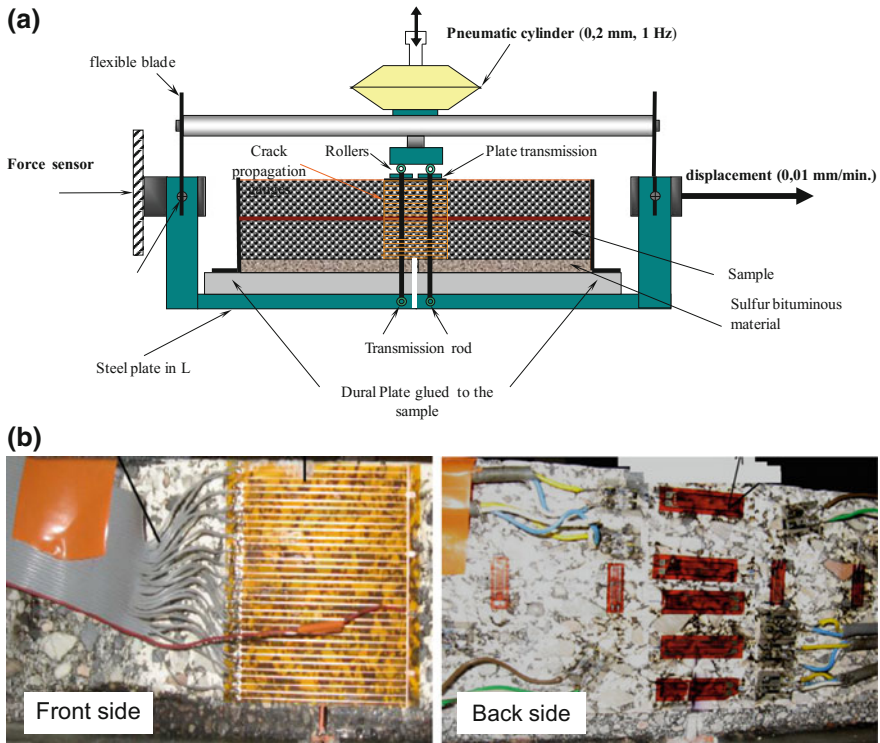 (a)
Pneumatic cylinder (0,2 mm, 1 Hz)
flexible blade
Force sensor
Crack
propagation
gauges
Rollers
Plate transmission
displacement (0,01 mm/min.)
Sample
Sulfur bituminous
material
Transmission rod
Steel plate in L
Dural Plate glued to the
sample
(b)
Front side
Back side